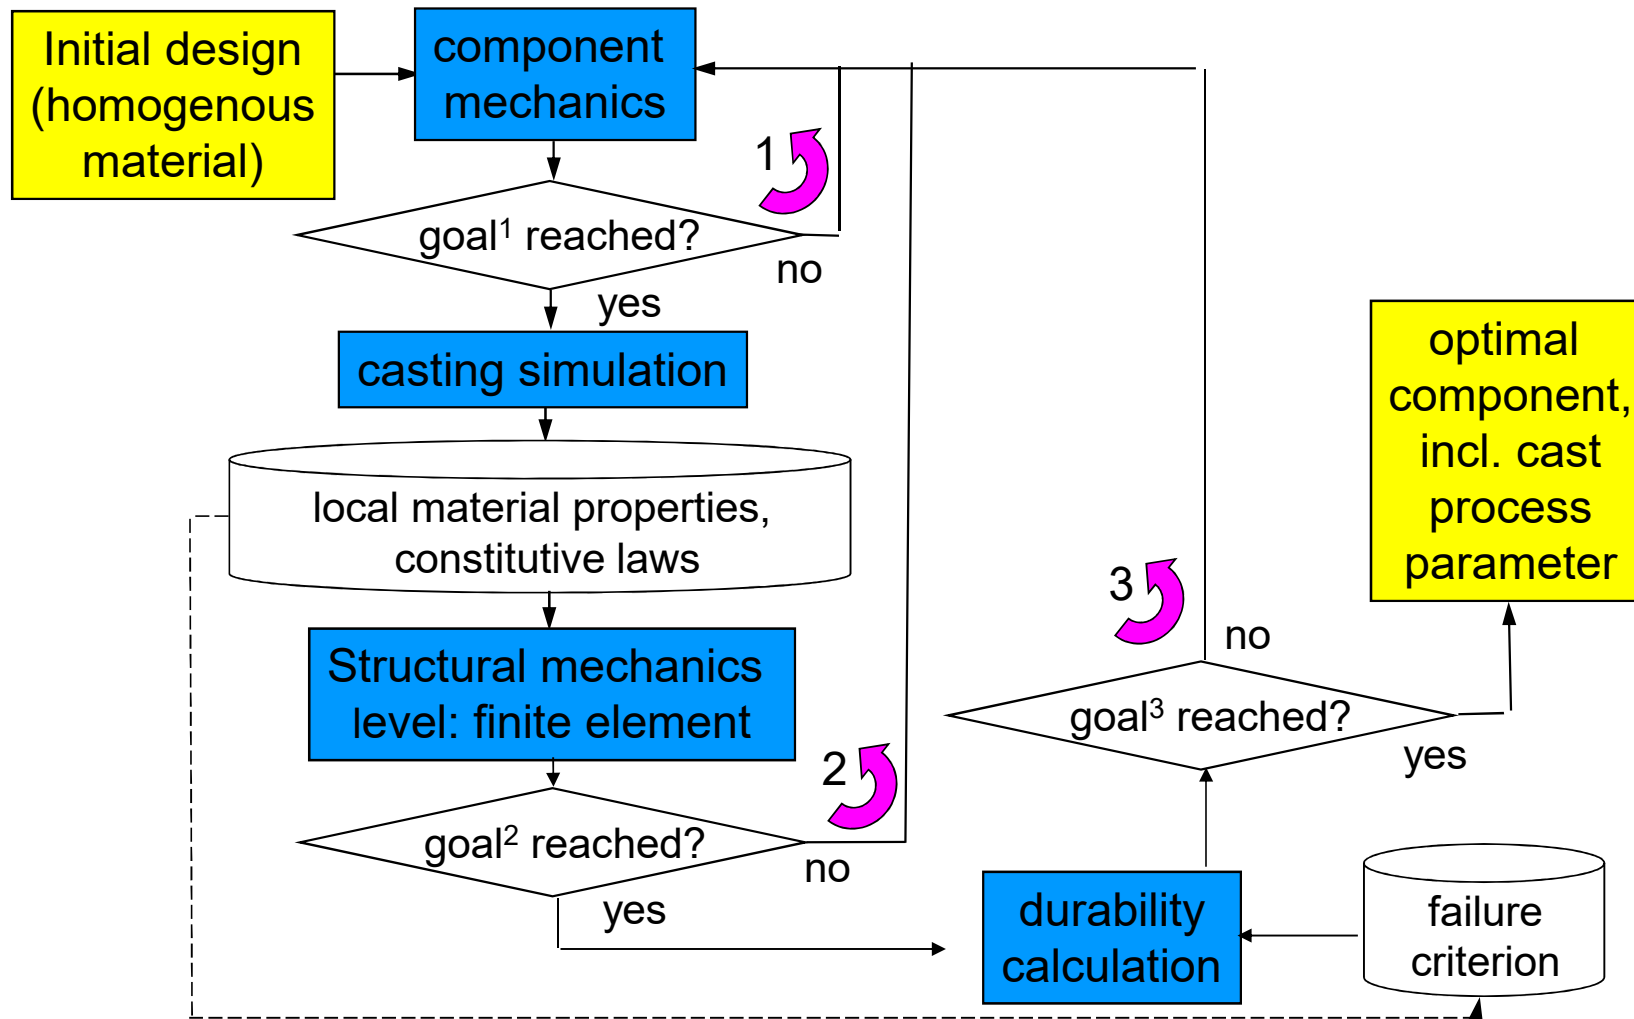 Initial design
(homogenous
material)
component
mechanics
1
goal¹ reached?
no
yes
casting simulation
local material properties,
constitutive laws
Structural mechanics
level: finite element
2
goal² reached?
no
yes
3
no
goal³ reached?
yes
optimal
component,
incl. cast
process
parameter
durability
calculation
failure
criterion